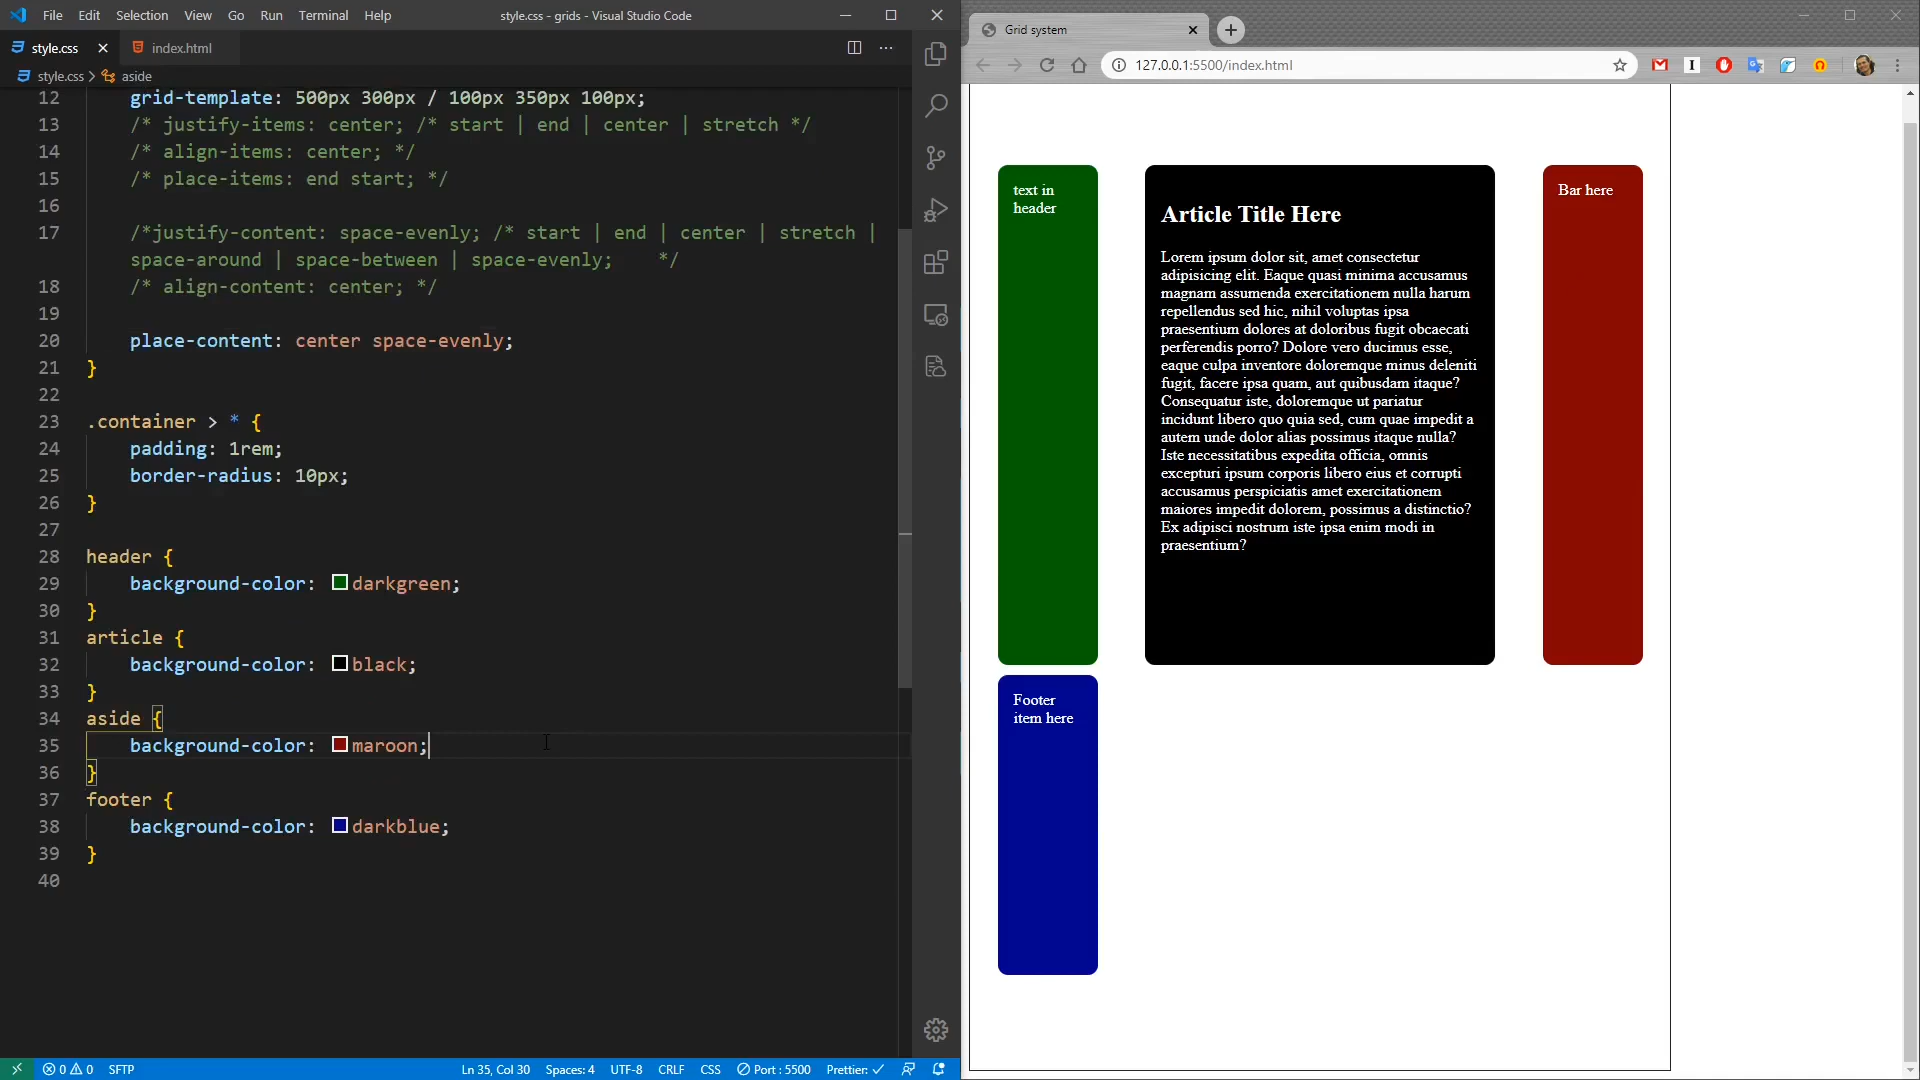 File Edit Selection View Go Run Terminal Help style.css - grids - Visual Studio Code
style.css index.html
style.css > aside
12 grid-template: 500px 300px / 100px 350px 100px;
13 /* justify-items: center; /* start | end | center | stretch */
14 /* align-items: center; */
15 /* place-items: end start; */
16
17 /*justify-content: space-evenly; /* start | end | center | stretch |
space-around | space-between | space-evenly; */
18 /* align-content: center; */
19
20 place-content: center space-evenly;
21 }
22
23 .container > * {
24 padding: 1rem;
25 border-radius: 10px;
26 }
27
28 header {
29 background-color: darkgreen;
30 }
31 article {
32 background-color: black;
33 }
34 aside {
35 background-color: maroon;
36 }
37 footer {
38 background-color: darkblue;
39 }
40
0 0 SFTP Ln 35, Col 30 Spaces: 4 UTF-8 CRLF CSS Port : 5500 Prettier: ✓
Grid system
127.0.0.1:5500/index.html
text in
header
Article Title Here
Lorem ipsum dolor sit, amet consectetur
adipisicing elit. Eaque quasi minima accusamus
magnam assumenda exercitationem nulla harum
repellendus sed hic, nihil voluptas ipsa
praesentium dolores at doloribus fugit obcaecati
perferendis porro? Dolore vero ducimus esse,
eaque culpa inventore doloremque minus deleniti
fugit, facere ipsa quam, aut quibusdam itaque?
Consequatur iste, doloremque ut pariatur
incidunt libero quo quia sed, cum quae impedit a
autem unde dolor alias possimus itaque nulla?
Iste necessitatibus expedita officia, omnis
excepturi ipsum corporis libero eius et corrupti
accusamus perspiciatis amet exercitationem
maiores impedit dolorem, possimus a distinctio?
Ex adipisci nostrum iste ipsa enim modi in
praesentium?
Bar here
Footer
item here